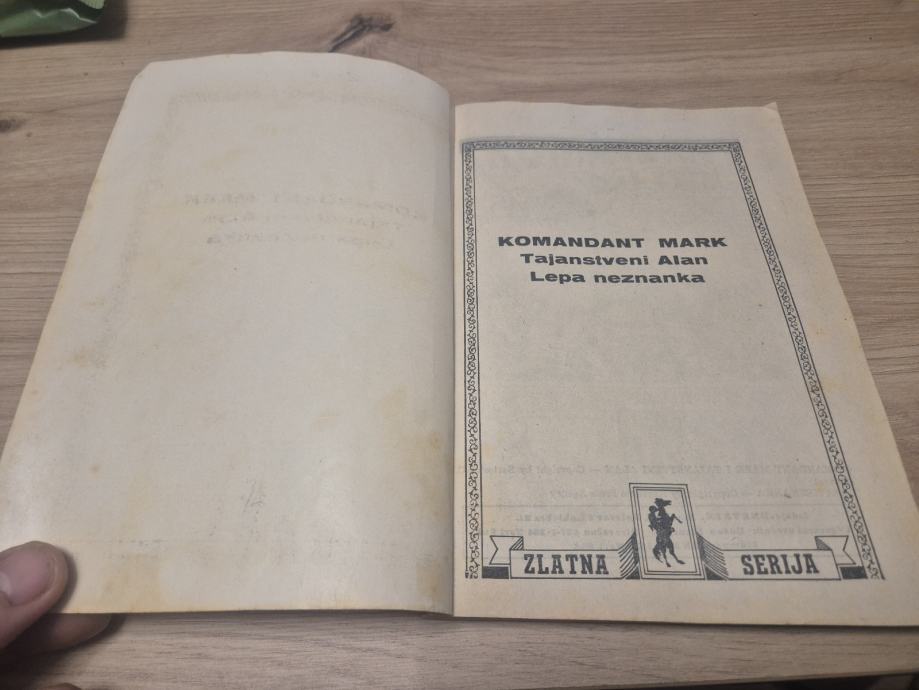 KOMANDANT MARK
Tajanstveni Alan
Lepa neznanka
ZLATNA SERIJA